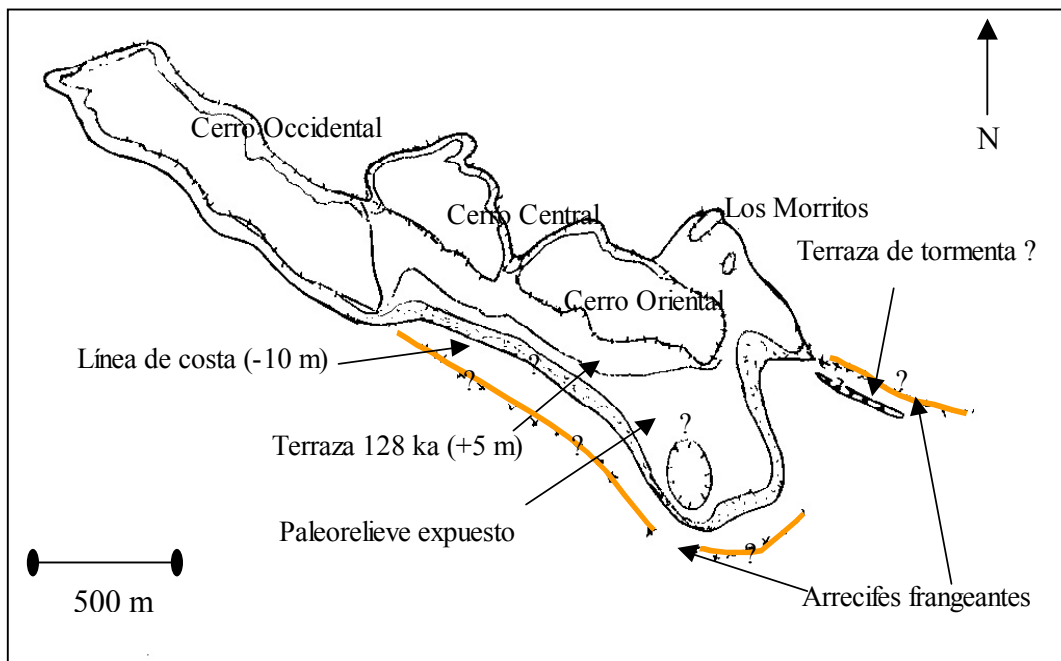 N
Cerro Occidental
Cerro Central
Los Morritos
Terraza de tormenta ?
Cerro Oriental
Línea de costa (-10 m)
?
?
?
?
Terraza 128 ka (+5 m)
?
?
Paleorelieve expuesto
?
500 m
Arrecifes frangeantes